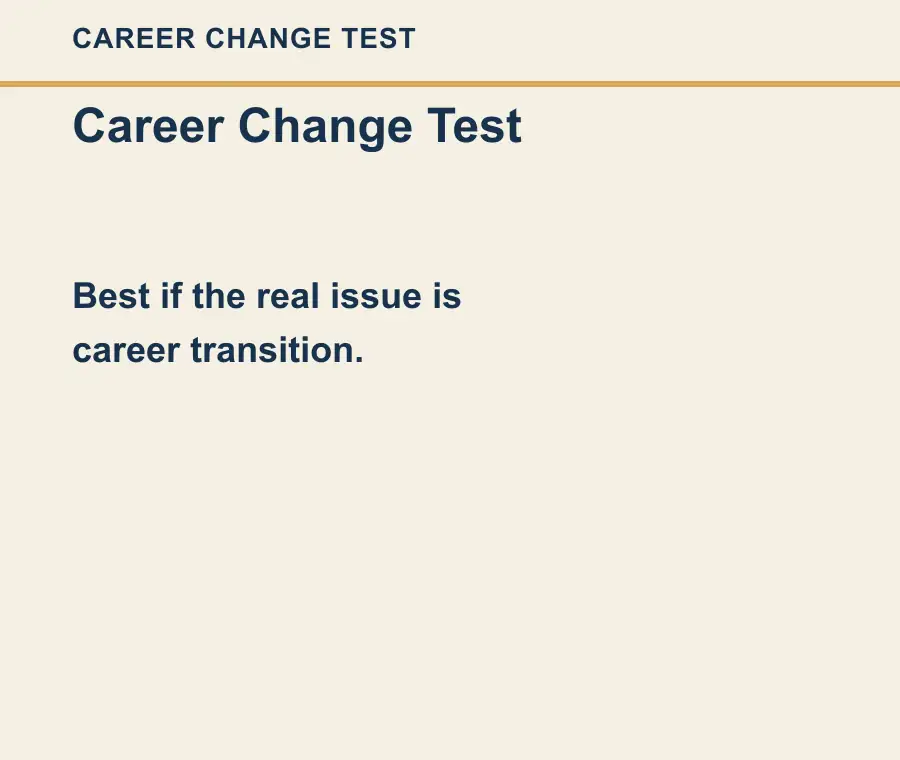 CAREER CHANGE TEST
Career Change Test
Best if the real issue is
career transition.